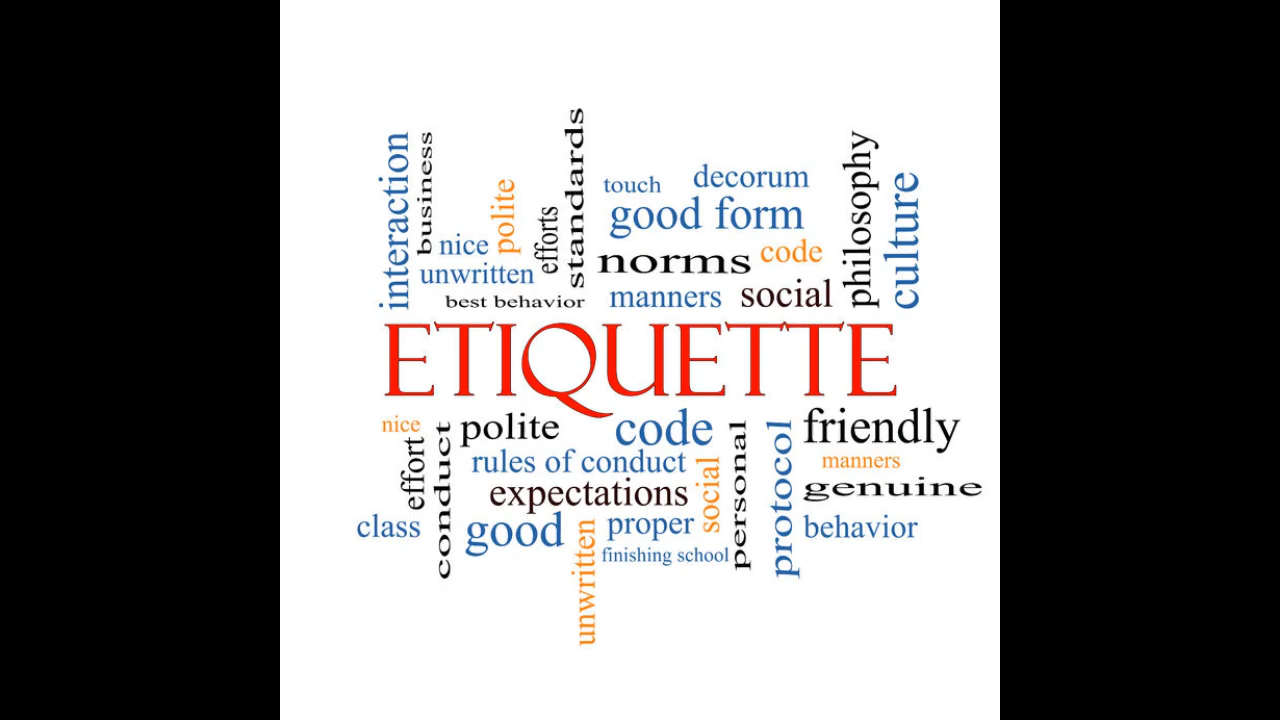 interaction
business
nice
polite
efforts
standards
unwritten
best behavior
touch
decorum
good form
norms
code
manners
social
philosophy
culture
ETIQUETTE
nice
effort
conduct
polite
code
rules of conduct
expectations
social
personal
protocol
friendly
manners
genuine
class
good
unwritten
proper
finishing school
behavior